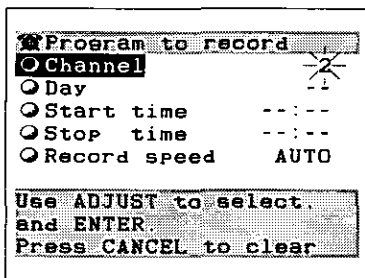 Program to record
Channel 2
Day --
Start time --:--
Stop time --:--
Record speed AUTO
Use ADJUST to select,
and ENTER.
Press CANCEL to clear